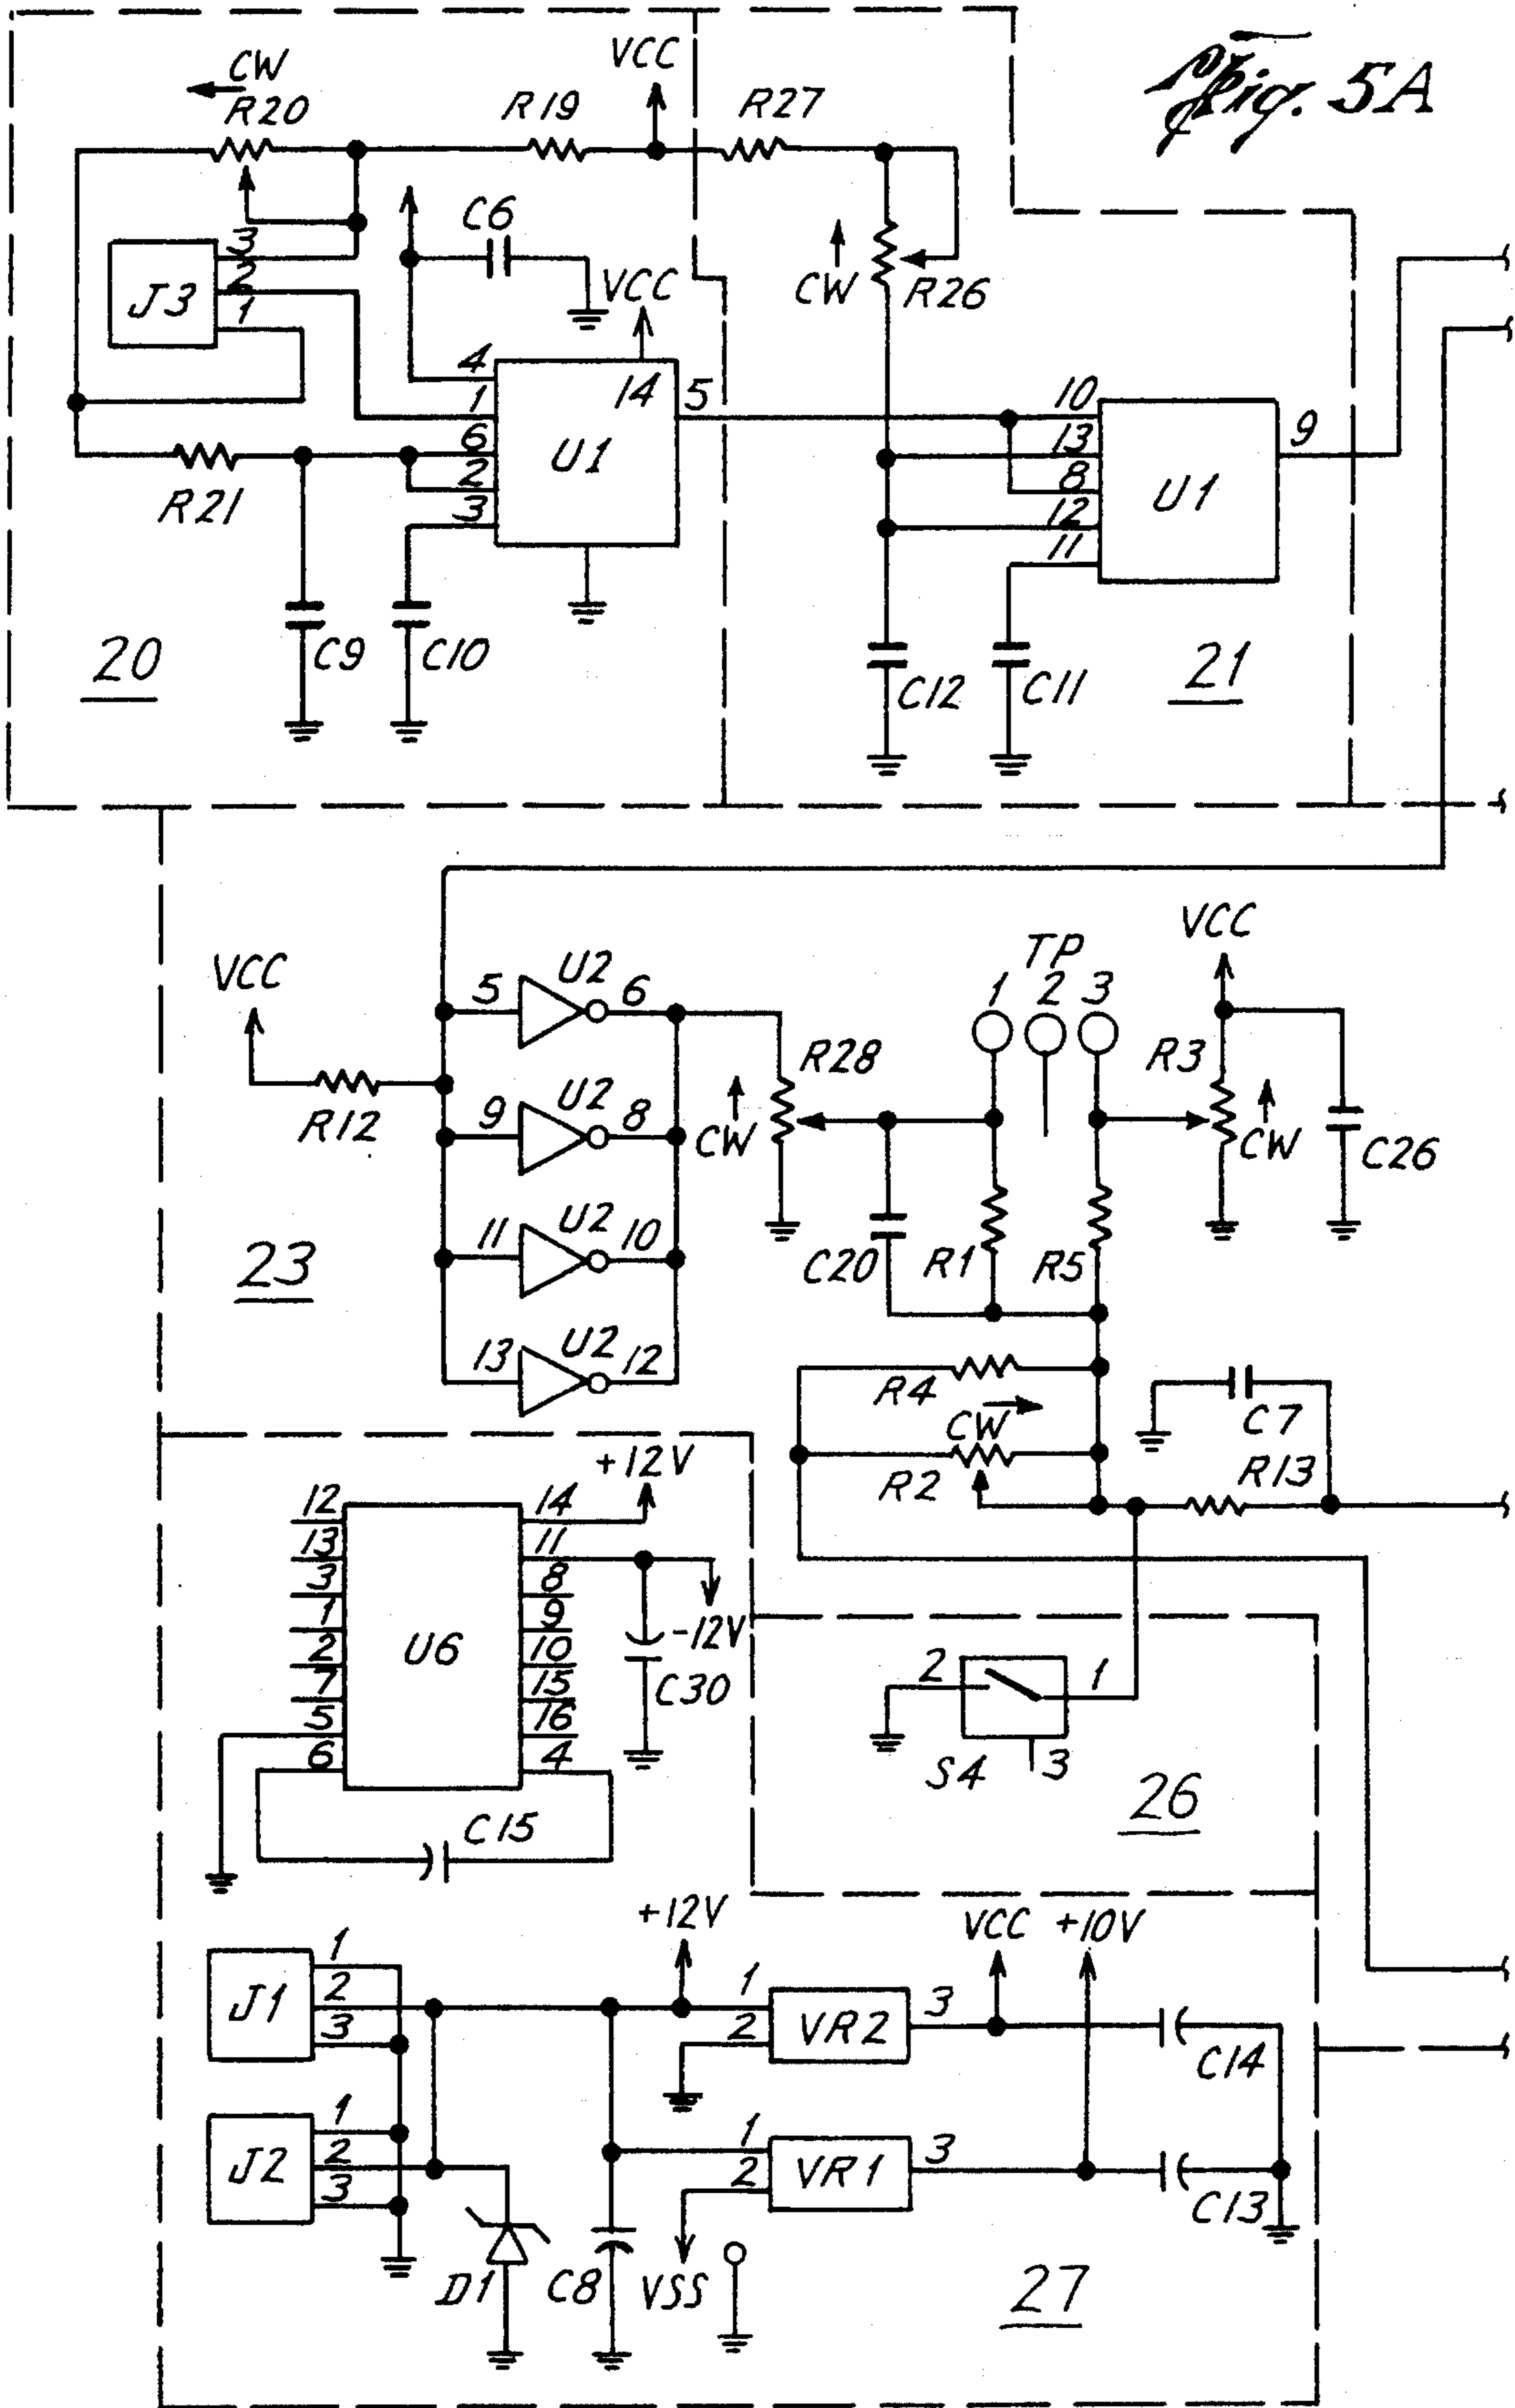 Fig. 5A
CW
R20
R19
VCC
R27
C6
VCC
CW
R26
J3
3
2
1
4
1
6
2
3
14
5
U1
10
13
8
12
11
9
U1
R21
C9
C10
C12
C11
20
21
VCC
R12
5
U2
6
9
U2
8
11
U2
10
13
U2
12
23
R28
CW
TP
1
2
3
VCC
R3
CW
C26
C20
R1
R5
R4
CW
R2
C7
R13
+12V
12
13
3
1
2
7
5
6
U6
14
11
8
9
10
15
16
4
-12V
C30
C15
2
1
3
S4
26
J1
1
2
3
J2
1
2
3
D1
C8
+12V
1
2
VR2
3
VCC
+10V
C14
1
2
VR1
3
C13
VSS
27